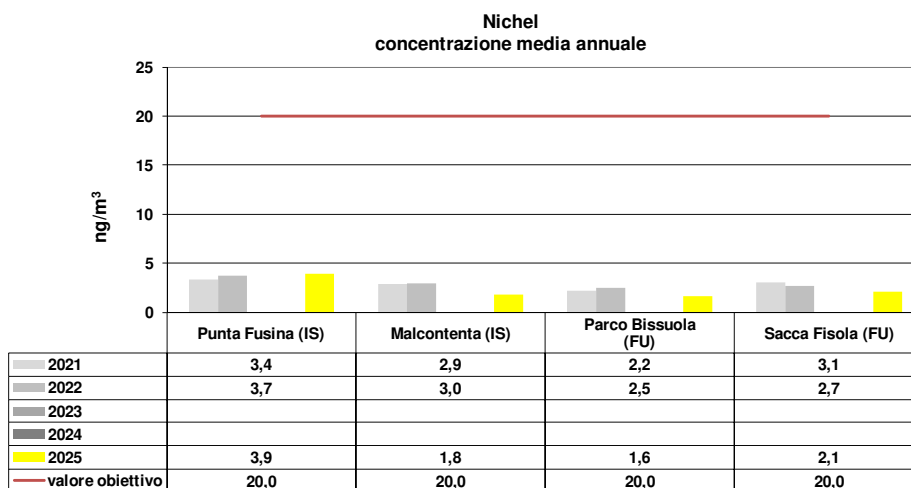 Nichel
concentrazione media annuale
25
20
15
10
5
0
ng/m³
Punta Fusina (IS) Malcontenta (IS) Parco Bissuola (FU) Sacca Fisola (FU)
2021 3,4 2,9 2,2 3,1
2022 3,7 3,0 2,5 2,7
2023
2024
2025 3,9 1,8 1,6 2,1
valore obiettivo 20,0 20,0 20,0 20,0